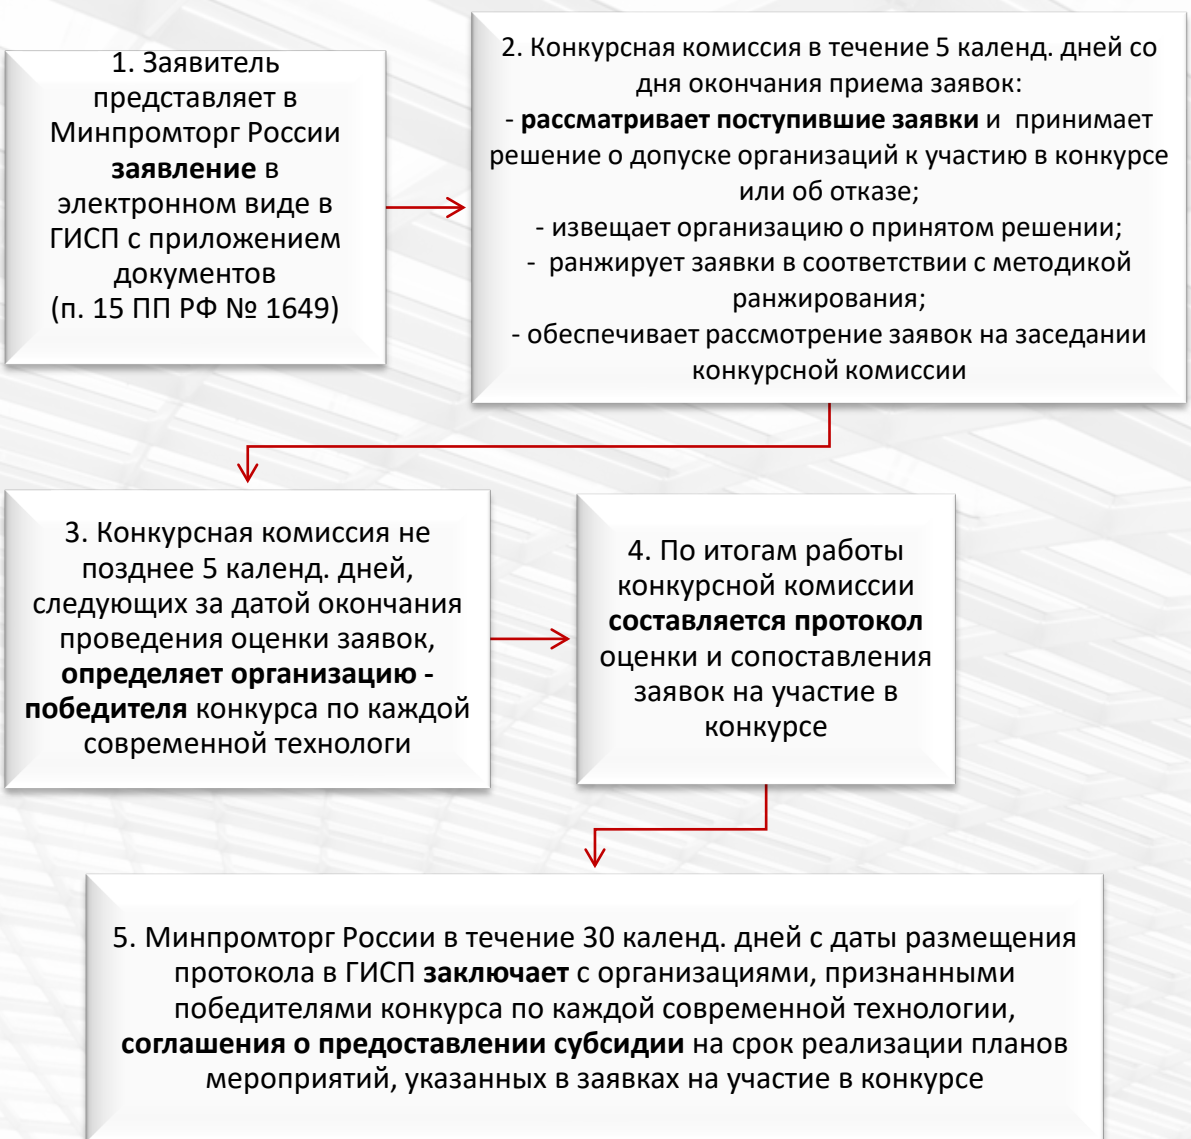 1. Заявитель
представляет в
Минпромторг России
заявление в
электронном виде в
ГИСП с приложением
документов
(п. 15 ПП РФ № 1649)
2. Конкурсная комиссия в течение 5 календ. дней со
дня окончания приема заявок:
- рассматривает поступившие заявки и принимает
решение о допуске организаций к участию в конкурсе
или об отказе;
- извещает организацию о принятом решении;
- ранжирует заявки в соответствии с методикой
ранжирования;
- обеспечивает рассмотрение заявок на заседании
конкурсной комиссии
3. Конкурсная комиссия не
позднее 5 календ. дней,
следующих за датой окончания
проведения оценки заявок,
определяет организацию -
победителя конкурса по каждой
современной технологи
4. По итогам работы
конкурсной комиссии
составляется протокол
оценки и сопоставления
заявок на участие в
конкурсе
5. Минпромторг России в течение 30 календ. дней с даты размещения
протокола в ГИСП заключает с организациями, признанными
победителями конкурса по каждой современной технологии,
соглашения о предоставлении субсидии на срок реализации планов
мероприятий, указанных в заявках на участие в конкурсе